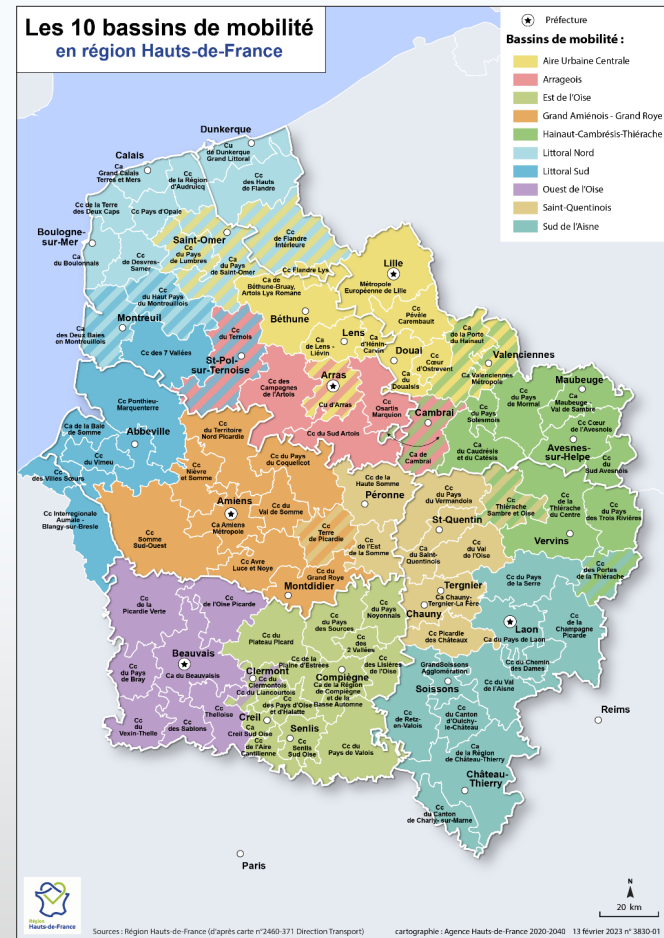 Les 10 bassins de mobilité
en région Hauts-de-France
Préfecture
Bassins de mobilité :
Aire Urbaine Centrale
Arrageois
Est de l'Oise
Grand Amiénois - Grand Roye
Hainaut-Cambrésis-Thiérache
Littoral Nord
Littoral Sud
Ouest de l'Oise
Saint-Quentinois
Sud de l'Aisne
Dunkerque
Cu
de Dunkerque
Grand Littoral
Calais
Ca
Grand Calais
Terres et Mers
Cc
de la Région
d'Audruicq
Cc
des Hauts
de Flandre
Cc de la Terre
des Deux Caps
Cc Pays d'Opale
Boulogne-
sur-Mer
Ca
du Boulonnais
Cc
de Desvres-
Samer
Saint-Omer
Cc
du Pays
de Lumbres
Ca
du Pays
de Saint-Omer
Cc
de Flandre
Intérieure
Cc Flandre Lys
Lille
Métropole
Européenne de Lille
Ca de
Béthune-Bruay,
Artois Lys Romane
Béthune
Cc
Pévèle
Carembault
Cc
du Haut Pays
du Montreuillois
Montreuil
Ca
des Deux Baies
en Montreuillois
Cc des 7 Vallées
Cc
du Ternois
St-Pol-
sur-Ternoise
Lens
Ca
de Lens -
Liévin
Ca
d'Hénin-
Carvin
Douai
Ca
du
Douaisis
Cc
Cœur
d'Ostrevent
Ca
de la Porte
du Hainaut
Valenciennes
Ca Valenciennes
Métropole
Arras
Cu d'Arras
Cc des
Campagnes
de l'Artois
Cc
Osartis
Marquion
Cc du Sud Artois
Cambrai
Ca de
Cambrai
Cc
du Pays
Solesmois
Cc
du Pays
de Mormal
Maubeuge
Ca
Maubeuge -
Val de Sambre
Cc Cœur
de l'Avesnois
Avesnes-
sur-Helpe
Cc
du
Sud Avesnois
Ca
du Caudrésis
et du Catésis
Cc Ponthieu-
Marquenterre
Ca de la Baie
de Somme
Abbeville
Cc
du Vimeu
Cc
des Villes Sœurs
Cc Interrégionale
Aumale -
Blangy-sur-Bresle
Cc
du Territoire
Nord Picardie
Cc
Nièvre
et Somme
Cc du Pays
du Coquelicot
Amiens
Ca Amiens
Métropole
Cc du
Val de Somme
Cc
Somme
Sud-Ouest
Cc Avre
Luce et Noye
Cc
Terre
de Picardie
Cc du
Grand Roye
Montdidier
Cc de la
Haute Somme
Péronne
Cc
de l'Est
de la Somme
Cc
du Pays
du Vermandois
St-Quentin
Ca
du Saint-
Quentinois
Cc
du Val
de l'Oise
Cc
Thiérache
Sambre et Oise
Cc
de la
Thiérache
du Centre
Cc
du Pays
des Trois Rivières
Vervins
Cc
des Portes
de la Thiérache
Tergnier
Ca Chauny-
Tergnier-La Fère
Chauny
Cc Picardie
des Châteaux
Cc du Pays
de la Serre
Laon
Ca du Pays de Laon
Cc
de la
Champagne
Picarde
Cc du Chemin
des Dames
Cc
de la
Picardie Verte
Cc
de l'Oise Picarde
Beauvais
Ca du Beauvaisis
Cc
du Pays
de Bray
Cc
du
Vexin-Thelle
Cc
des Sablons
Cc
Thelloise
Cc du
Plateau Picard
Cc
du Pays
des Sources
Cc
du Pays
Noyonnais
Cc
des
2 Vallées
Cc
des Lisières
de l'Oise
Cc de la
Plaine d'Estrées
Clermont
Cc du
Clermontois
Cc du Liancourtois
Compiègne
Ca de la Région
de Compiègne
et de la
Basse Automne
Cc
des Pays d'Oise
et d'Halatte
Creil
Ca
Creil Sud Oise
Cc
de l'Aire
Cantilienne
Senlis
Cc
Senlis
Sud Oise
Cc du
Pays de Valois
GrandSoissons
Agglomération
Soissons
Cc du Val
de l'Aisne
Cc
de Retz-
en-Valois
Cc
du Canton
d'Oulchy-
le-Château
Ca
de la Région
de Château-Thierry
Château-
Thierry
Cc
du Canton
de Charly-sur-Marne
Reims
Paris
N
20 km
Région
Hauts-de-France
Sources : Région Hauts-de-France (d'après carte n°2460-371 Direction Transport)
cartographie : Agence Hauts-de-France 2020-2040 13 février 2023 n° 3830-01